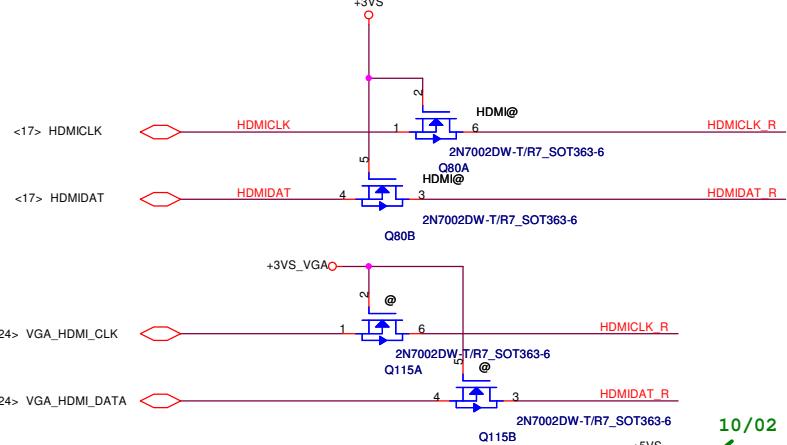 +3VS
2
HDMI@
<17> HDMICLK
HDMICLK
1
6
HDMICLK_R
2N7002DW-T/R7_SOT363-6
Q80A
5
HDMI@
<17> HDMIDAT
HDMIDAT
4
3
HDMIDAT_R
2N7002DW-T/R7_SOT363-6
Q80B
+3VS_VGA
2
@
24> VGA_HDMI_CLK
1
6
HDMICLK_R
2N7002DW-T/R7_SOT363-6
Q115A
5
@
24> VGA_HDMI_DATA
4
3
HDMIDAT_R
2N7002DW-T/R7_SOT363-6
Q115B
10/02
+5VS